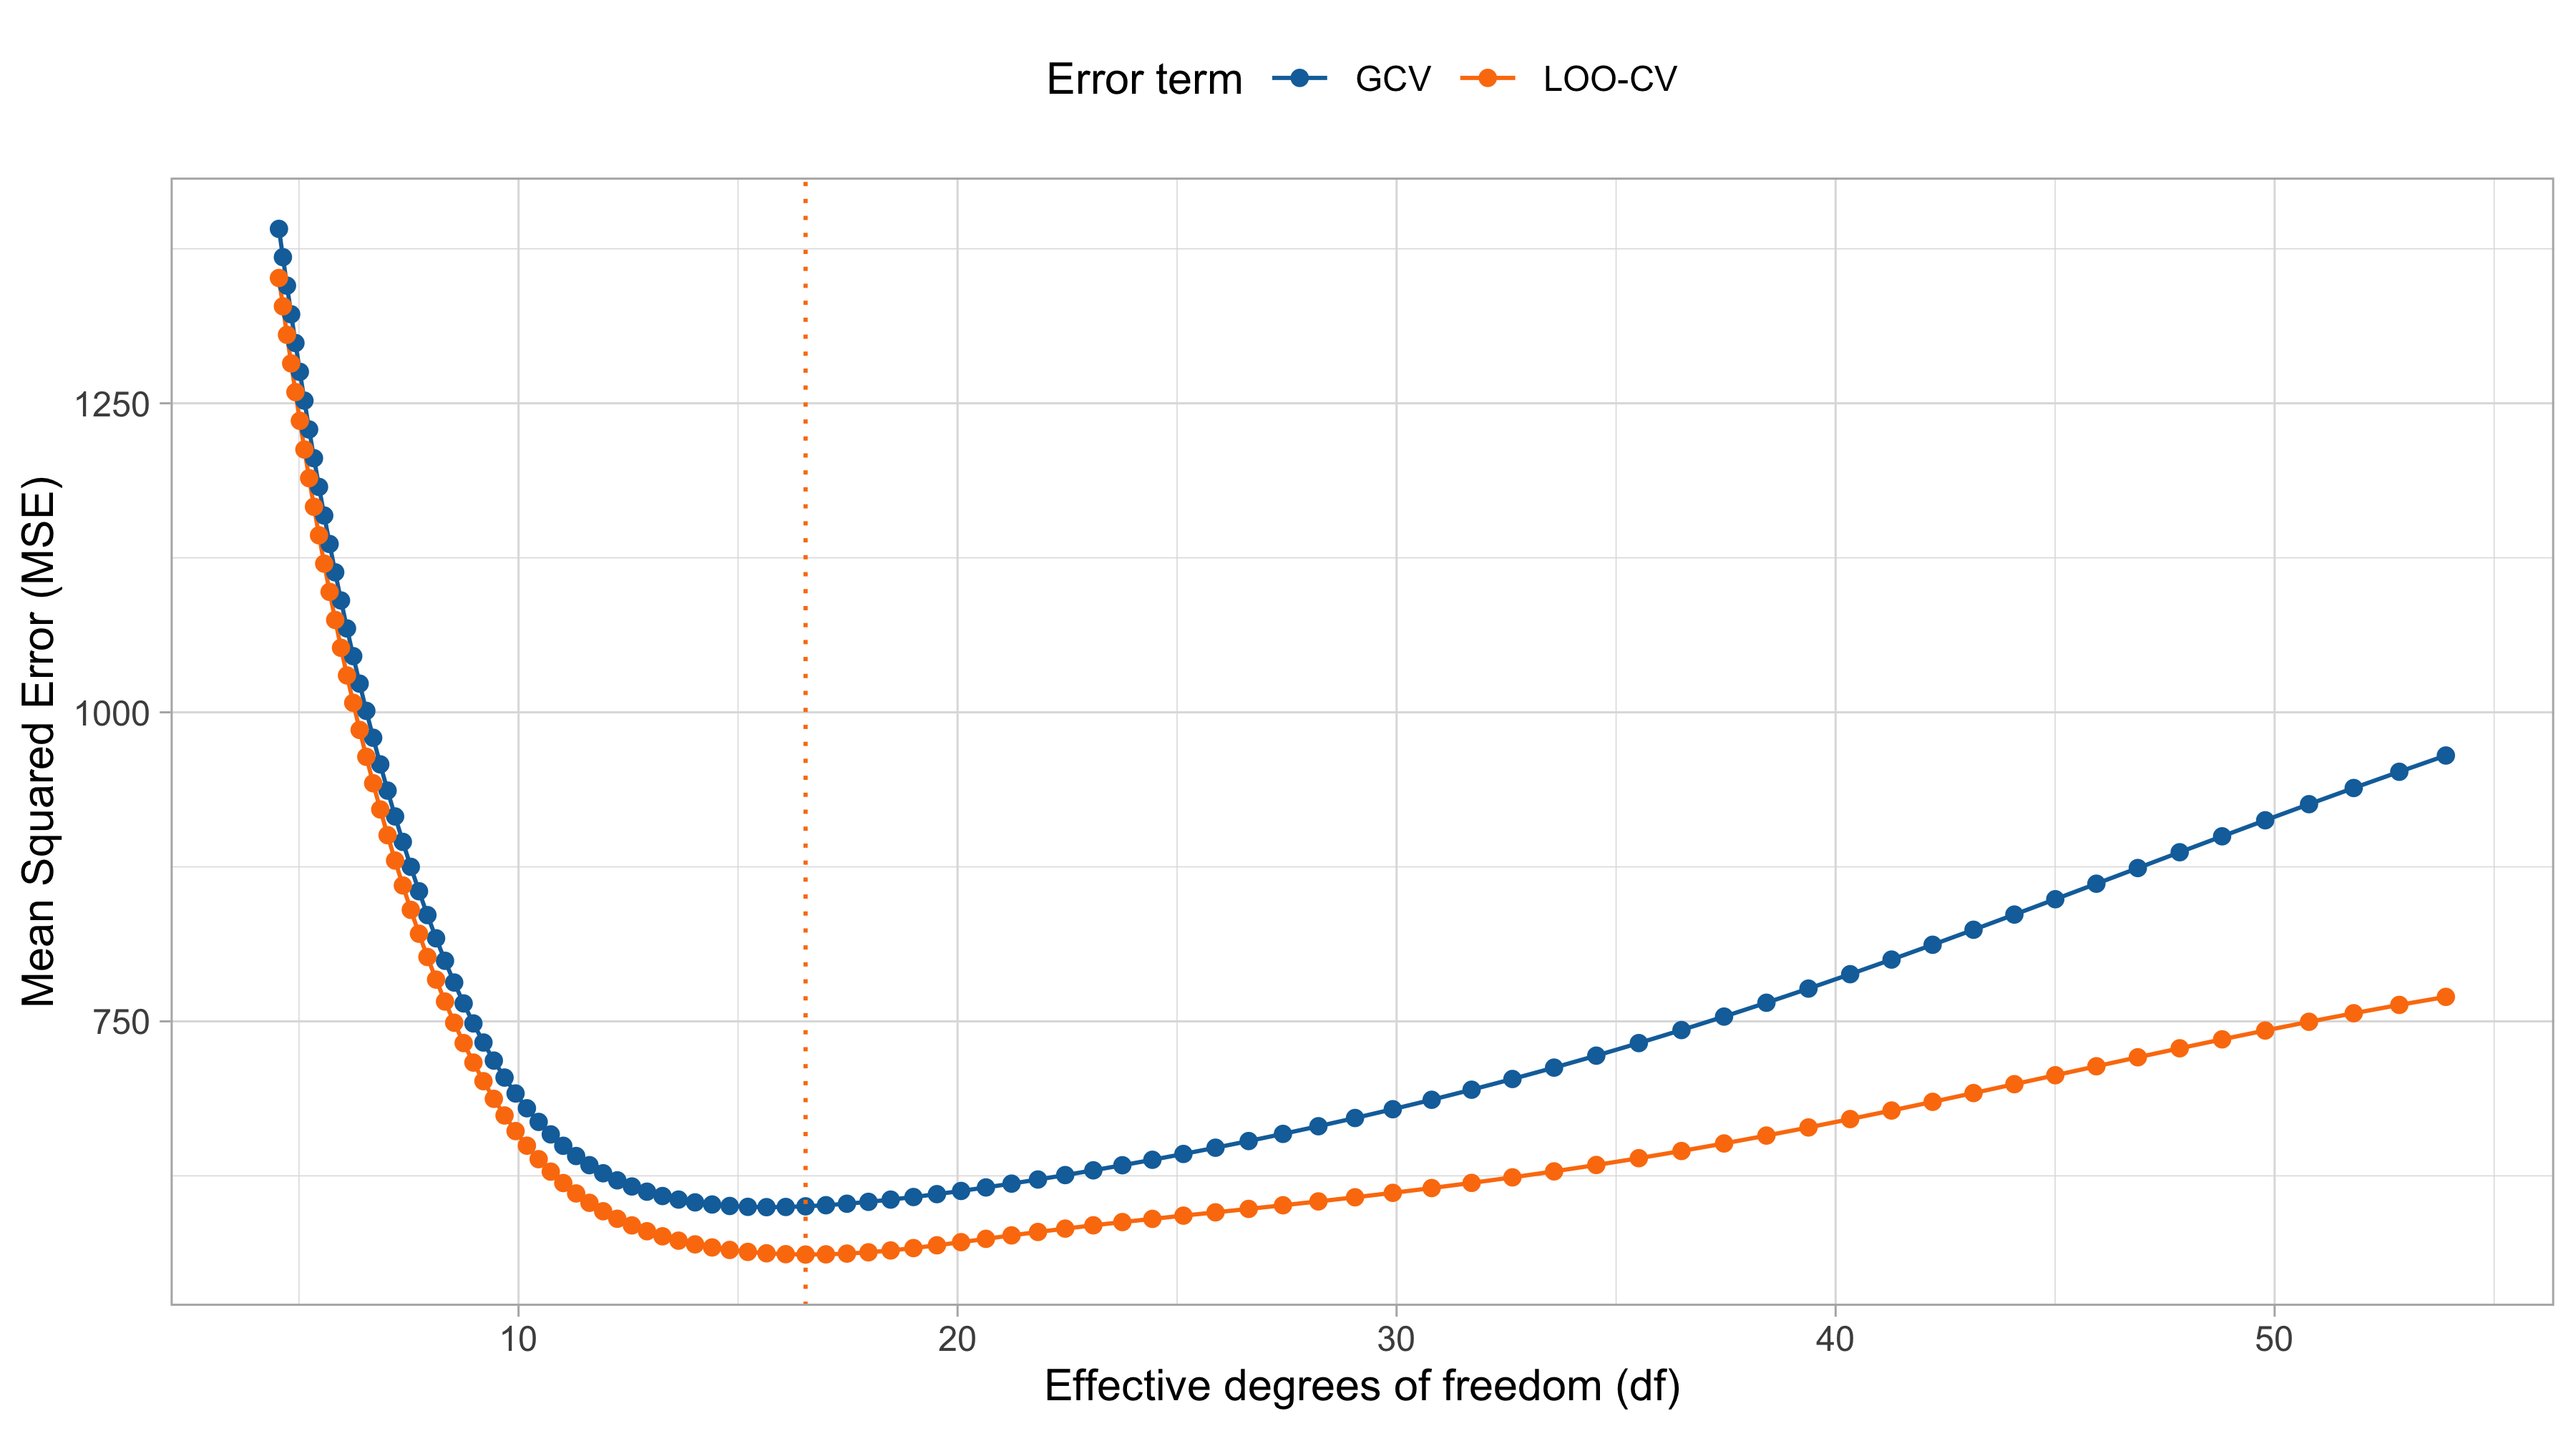 Error term GCV LOO-CV
Mean Squared Error (MSE)
1250
1000
750
10 20 30 40 50
Effective degrees of freedom (df)